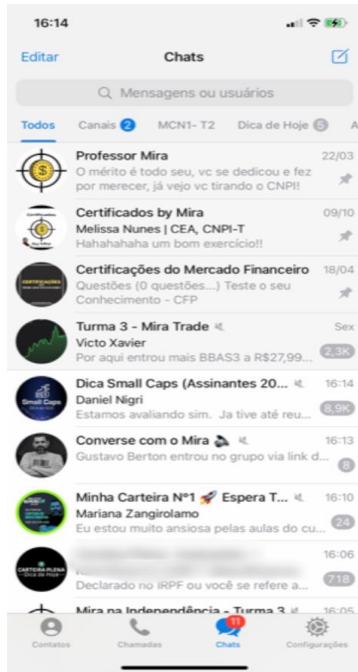 16:14
Editar
Chats
Mensagens ou usuários
Todos
Canais 2
MCN1- T2
Dica de Hoje 5
A
Professor Mira
22/03
O mérito é todo seu, vc se dedicou e fez
por merecer, já vejo vc tirando o CNPI!
Certificados by Mira
09/10
Melissa Nunes | CEA, CNPI-T
Hahahahaha um bom exercício!!
Certificações do Mercado Financeiro
18/04
Questões (0 questões...) Teste o seu
Conhecimento - CFP
Turma 3 - Mira Trade
Sex
Victo Xavier
Por aqui entrou mais BBAS3 a R$27,99...
2,3K
Small Caps
Dica Small Caps (Assinantes 20...
16:14
Daniel Nigri
Estamos avaliando sim. Ja tive até reu...
8,9K
Converse com o Mira
16:13
Gustavo Berton entrou no grupo via link d...
8
Minha Carteira Nº1 🚀 Espera T...
16:10
Mariana Zangirolamo
Eu estou muito ansiosa pelas aulas do cu...
24
CARTEIRA PLENA
-Dica de Hoje-
16:06
Declarado no IRPF ou você se refere a...
718
Mira na Independência - Turma 3
16:05
11
Contatos
Chamadas
Chats
Configurações